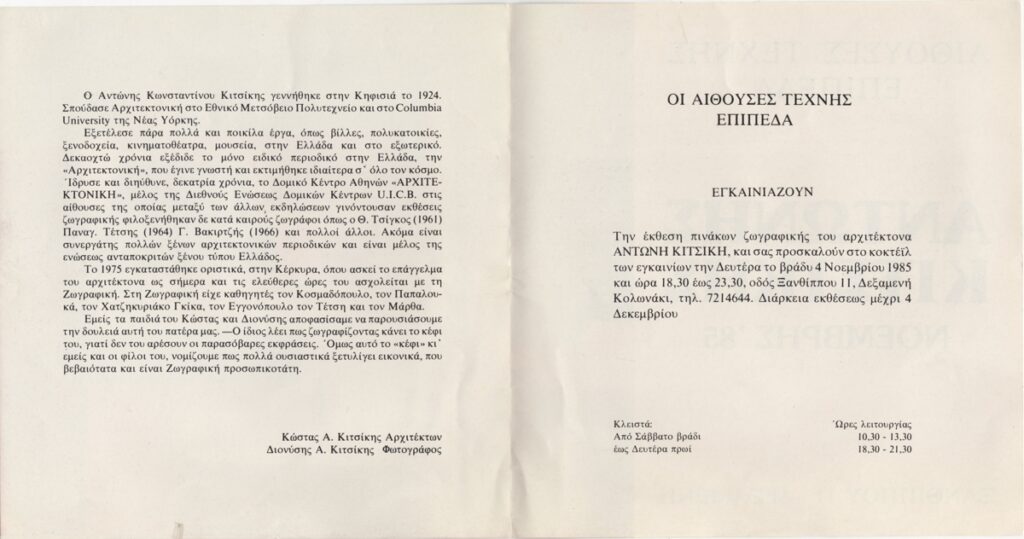 Ο Αντώνης Κωνσταντίνου Κιτσίκης γεννήθηκε στην Κηφισιά το 1924.
Σπούδασε Αρχιτεκτονική στο Εθνικό Μετσόβειο Πολυτεχνείο και στο Columbia
University της Νέας Υόρκης.
Εξετέλεσε πάρα πολλά και ποικίλα έργα, όπως βίλλες, πολυκατοικίες,
ξενοδοχεία, κινηματοθέατρα, μουσεία, στην Ελλάδα και στο εξωτερικό.
Δεκαοχτώ χρόνια εξέδιδε το μόνο ειδικό περιοδικό στην Ελλάδα, την
«Αρχιτεκτονική», που έγινε γνωστή και εκτιμήθηκε ιδιαίτερα σ᾽ όλο τον κόσμο.
Ἵδρυσε και διηύθυνε, δεκατρία χρόνια, το Δομικό Κέντρο Αθηνών «ΑΡΧΙΤΕ-
ΚΤΟΝΙΚΗ», μέλος της Διεθνούς Ενώσεως Δομικών Κέντρων U.I.C.B. στις
αίθουσες της οποίας μεταξύ των άλλων εκδηλώσεων γινόντουσαν εκθέσεις
ζωγραφικής φιλοξενήθηκαν δε κατά καιρούς ζωγράφοι όπως ο Θ. Τσίγκος (1961)
Παναγ. Τέτσης (1964) Γ. Βακιρτζής (1966) και πολλοί άλλοι. Ακόμα είναι
συνεργάτης πολλών ξένων αρχιτεκτονικών περιοδικών και είναι μέλος της
ενώσεως ανταποκριτών ξένου τύπου Ελλάδος.
Το 1975 εγκαταστάθηκε οριστικά, στην Κέρκυρα, όπου ασκεί το επάγγελμα
του αρχιτέκτονα ως σήμερα και τις ελεύθερες ώρες του ασχολείται με τη
Ζωγραφική. Στη Ζωγραφική είχε καθηγητές τον Κοσμαδόπουλο, τον Παπαλου-
κά, τον Χατζηκυριάκο Γκίκα, τον Εγγονόπουλο τον Τέτση και τον Μάρθα.
Εμείς τα παιδιά του Κώστας και Διονύσης αποφασίσαμε να παρουσιάσουμε
την δουλειά αυτή του πατέρα μας. —Ο ίδιος λέει πως ζωγραφίζοντας κάνει το κέφι
του, γιατί δεν του αρέσουν οι παρασόβαρες εκφράσεις. Ὅμως αυτό το «κέφι» κι᾽
εμείς και οι φίλοι του, νομίζουμε πως πολλά ουσιαστικά ξετυλίγει εικονικά, που
βεβαιότατα και είναι Ζωγραφική προσωπικοτάτη.
Κώστας Α. Κιτσίκης Αρχιτέκτων
Διονύσης Α. Κιτσίκης Φωτογράφος
ΟΙ ΑΙΘΟΥΣΕΣ ΤΕΧΝΗΣ
ΕΠΙΠΕΔΑ
ΕΓΚΑΙΝΙΑΖΟΥΝ
Την έκθεση πινάκων ζωγραφικής του αρχιτέκτονα
ΑΝΤΩΝΗ ΚΙΤΣΙΚΗ, και σας προσκαλούν στο κοκτέϊλ
των εγκαινίων την Δευτέρα το βράδυ 4 Νοεμβρίου 1985
και ώρα 18,30 έως 23,30, οδός Ξανθίππου 11, Δεξαμενή
Κολωνάκι, τηλ. 7214644. Διάρκεια εκθέσεως μέχρι 4
Δεκεμβρίου
Κλειστά:
Από Σάββατο βράδι
έως Δευτέρα πρωί
Ὥρες λειτουργίας
10,30 - 13,30
18,30 - 21,30